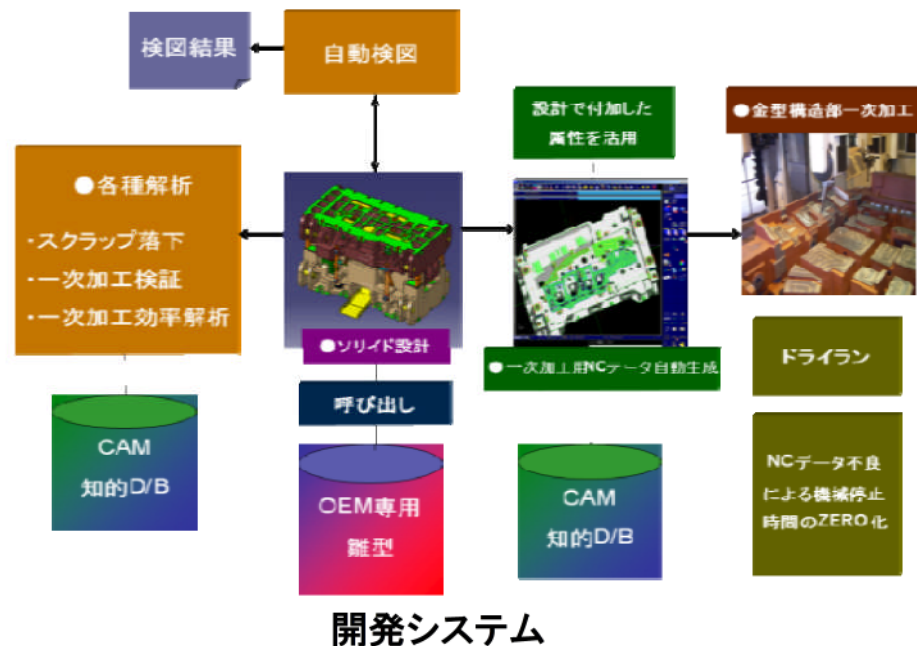 検図結果
自動検図
設計で付加した
属性を活用
●金型構造部一次加工
●各種解析
・スクラップ落下
・一次加工検証
・一次加工効率解析
●ソリイド設計
●一次加工用NCデータ自動生成
ドライラン
呼び出し
CAM
知的D/B
OEM専用
雛型
CAM
知的D/B
NCデータ不良
による機械停止
時間のZERO化
開発システム